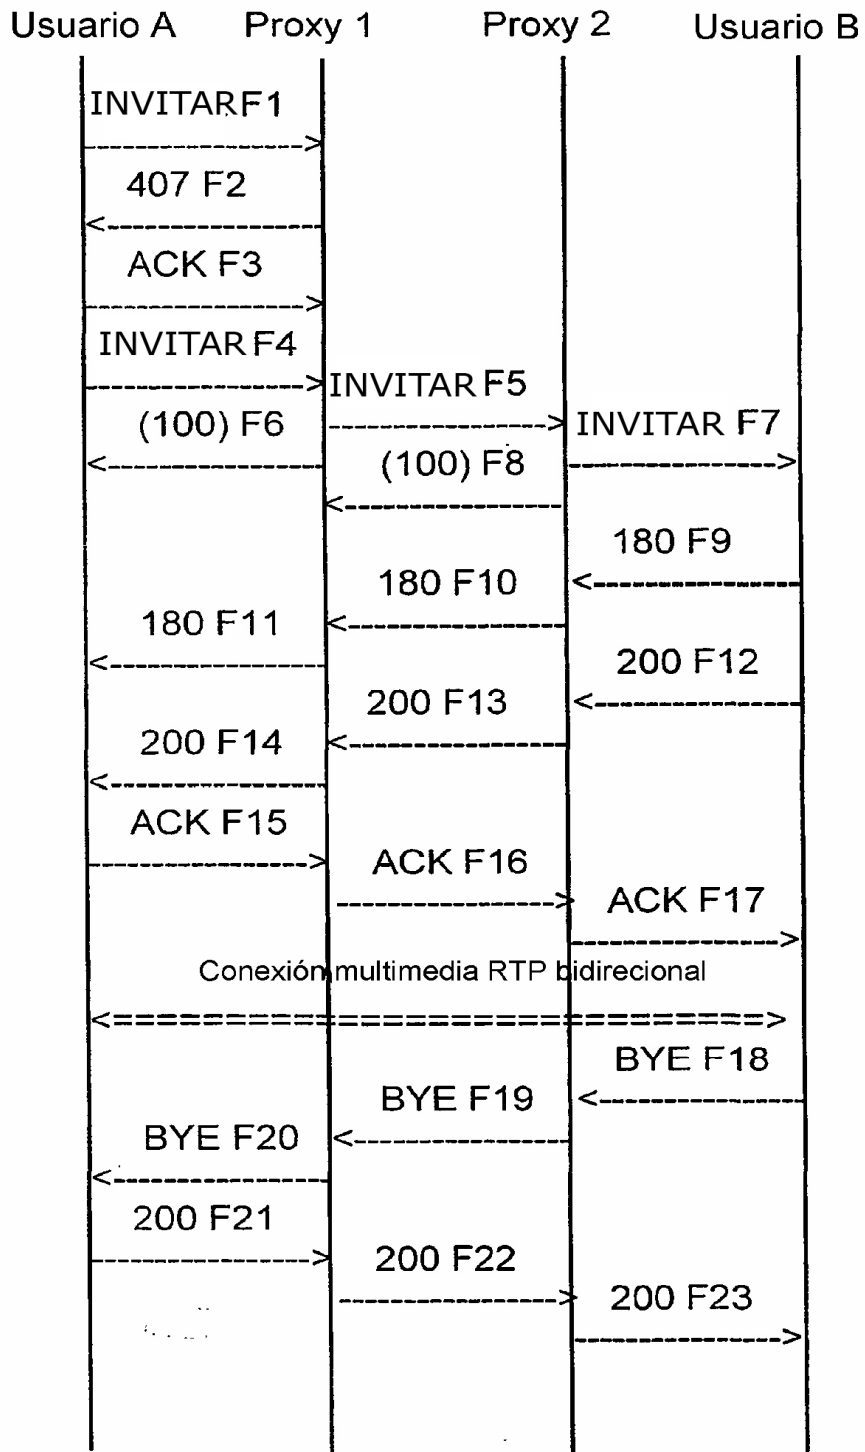 Usuario A Proxy 1 Proxy 2 Usuario B
INVITAR F1
407 F2
ACK F3
INVITAR F4
INVITAR F5
(100) F6
INVITAR F7
(100) F8
180 F9
180 F10
180 F11
200 F12
200 F13
200 F14
ACK F15
ACK F16
ACK F17
Conexión multimedia RTP bidirecional
BYE F18
BYE F19
BYE F20
200 F21
200 F22
200 F23